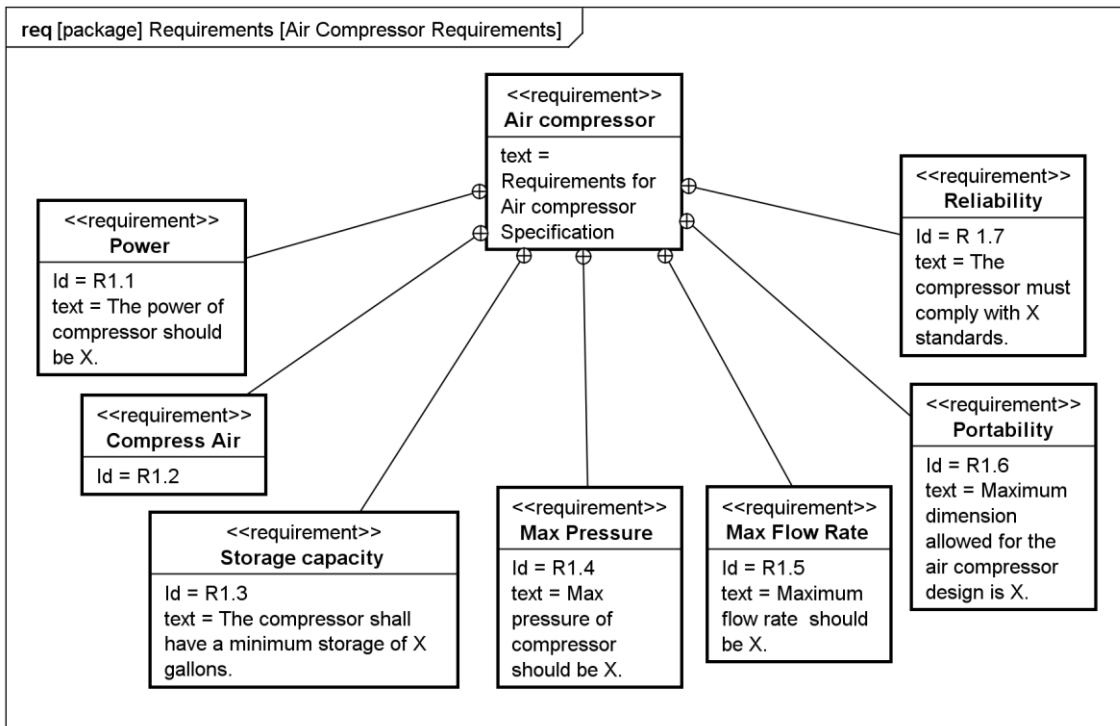 req [package] Requirements [Air Compressor Requirements]
<<requirement>>
Air compressor
text =
Requirements for
Air compressor
Specification
<<requirement>>
Power
Id = R1.1
text = The power of
compressor should
be X.
<<requirement>>
Compress Air
Id = R1.2
<<requirement>>
Storage capacity
Id = R1.3
text = The compressor shall
have a minimum storage of X
gallons.
<<requirement>>
Max Pressure
Id = R1.4
text = Max
pressure of
compressor
should be X.
<<requirement>>
Max Flow Rate
Id = R1.5
text = Maximum
flow rate  should
be X.
<<requirement>>
Portability
Id = R1.6
text = Maximum
dimension
allowed for the
air compressor
design is X.
<<requirement>>
Reliability
Id = R 1.7
text = The
compressor must
comply with X
standards.